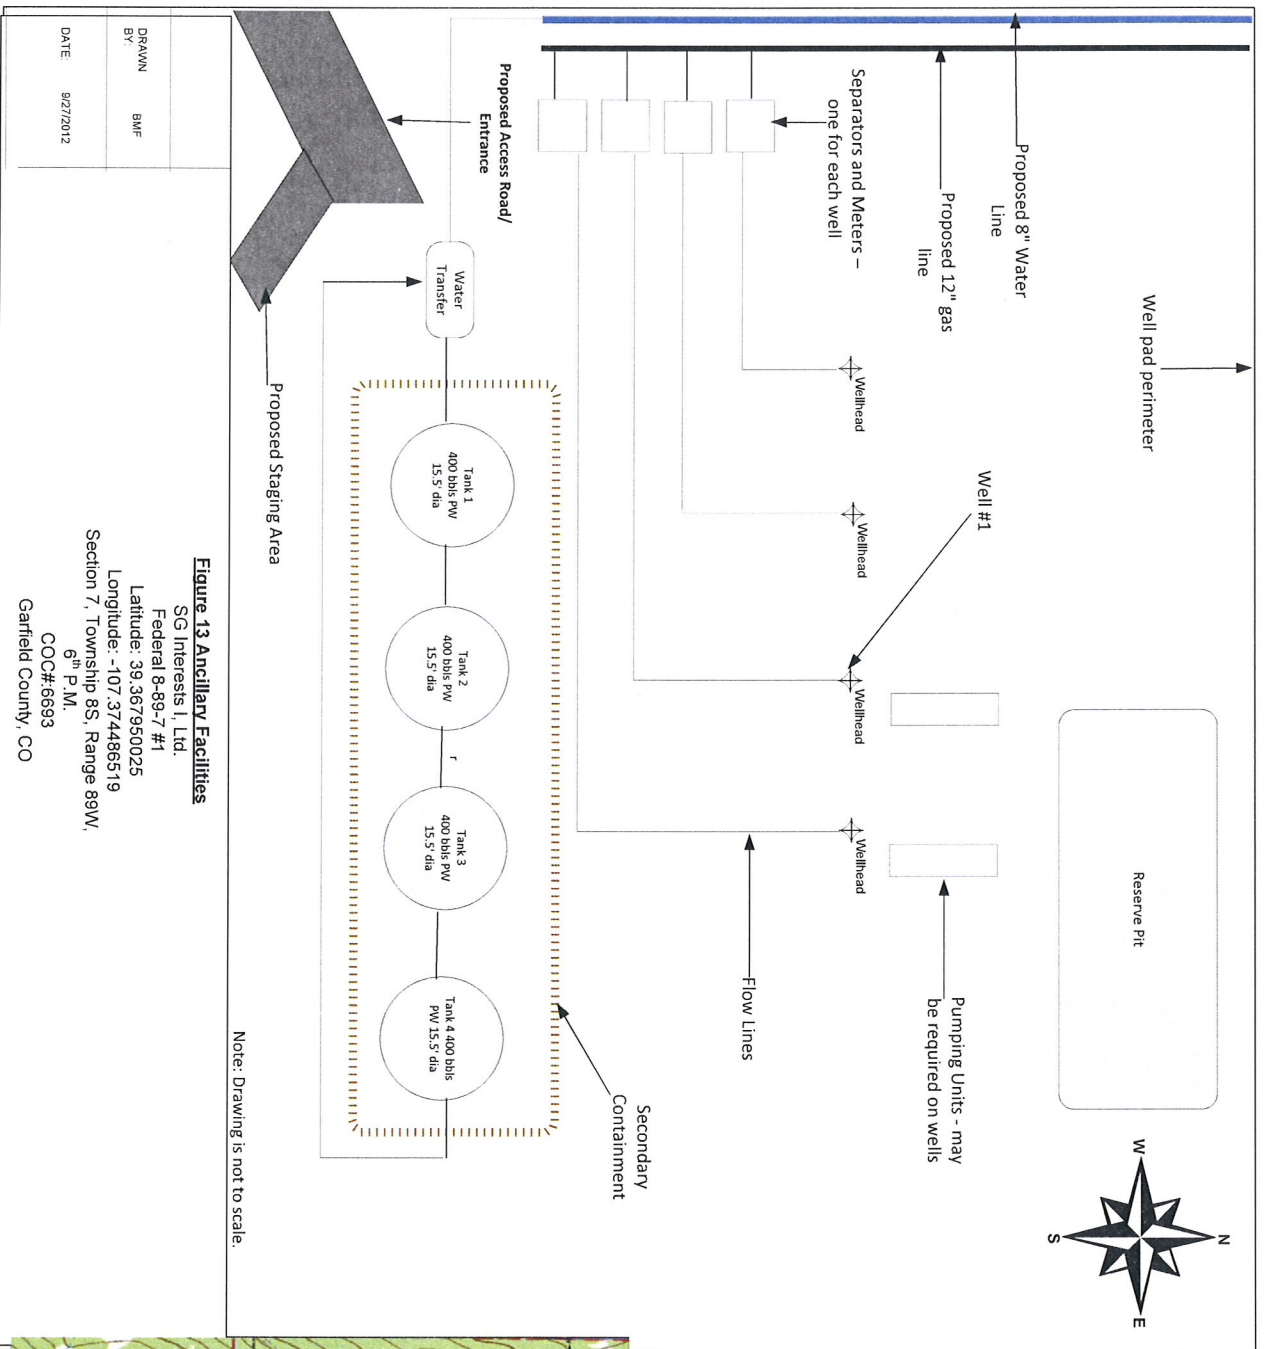 Well pad perimeter
Reserve Pit
W
N
S
E
Proposed 8" Water
Line
Proposed 12" gas
line
Separators and Meters –
one for each well
Well #1
Pumping Units - may
be required on wells
Wellhead
Wellhead
Wellhead
Wellhead
Flow Lines
Secondary
Containment
Proposed Access Road/
Entrance
Water
Transfer
Tank 1
400 bbls PW
15.5' dia
Tank 2
400 bbls PW
15.5' dia
r
Tank 3
400 bbls PW
15.5' dia
Tank 4 400 bbls
PW 15.5' dia
Proposed Staging Area
Note: Drawing is not to scale.
DRAWN
BY:
BMF
DATE:
9/27/2012
Figure 13 Ancillary Facilities
SG Interests I, Ltd.
Federal 8-89-7 #1
Latitude: 39.367950025
Longitude: -107.374486519
Section 7, Township 8S, Range 89W,
6th P.M.
COC#:6693
Garfield County, CO